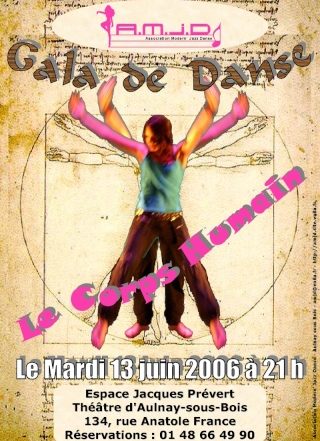 A.M.J.D
Association Modern' Jazz Danse
Gala de Danse
Le Corps Humain
Le Mardi 13 juin 2006 à 21 h
Espace Jacques Prévert
Théâtre d'Aulnay-sous-Bois
134, rue Anatole France
Réservations : 01 48 66 49 90